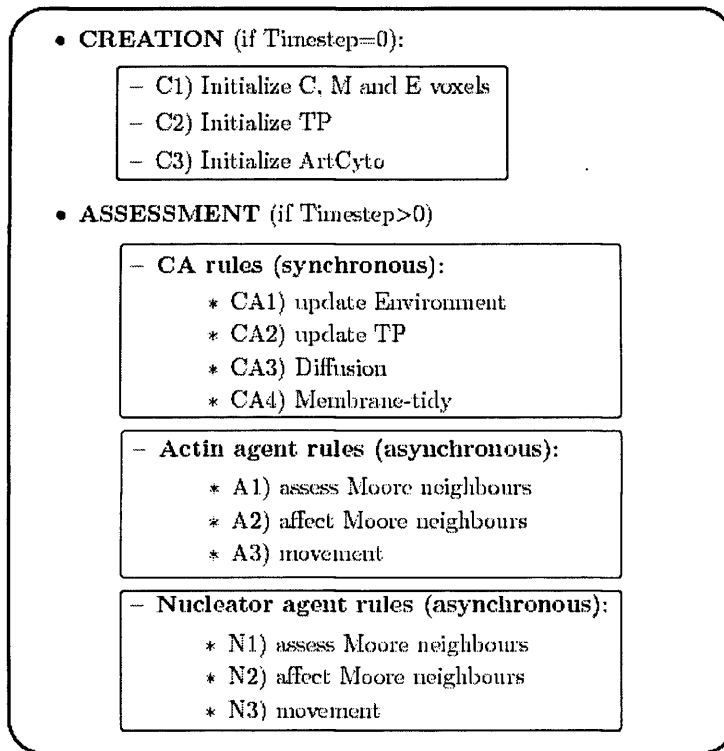 • CREATION (if Timestep=0):
– C1) Initialize C, M and E voxels
– C2) Initialize TP
– C3) Initialize ArtCyto
• ASSESSMENT (if Timestep>0)
– CA rules (synchronous):
* CA1) update Environment
* CA2) update TP
* CA3) Diffusion
* CA4) Membrane-tidy
– Actin agent rules (asynchronous):
* A1) assess Moore neighbours
* A2) affect Moore neighbours
* A3) movement
– Nucleator agent rules (asynchronous):
* N1) assess Moore neighbours
* N2) affect Moore neighbours
* N3) movement